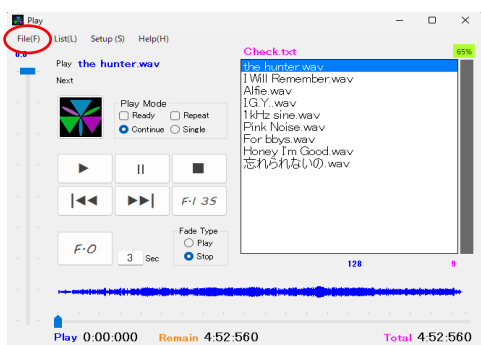 Play
File(F) List(L) Setup (S) Help(H)
0.0
Play the hunter.wav
Next
Check.txt
65%
the hunter.wav
I Will Remember.wav
Alfie.wav
I.G.Y..wav
1kHz sine.wav
Pink Noise.wav
For bbys.wav
Honey I'm Good.wav
忘れられないの.wav
Play Mode
Ready Repeat
Continue Single
F・I 3S
F・O
3 Sec
Fade Type
Play
Stop
128 9
Play 0:00:000 Remain 4:52:560 Total 4:52:560